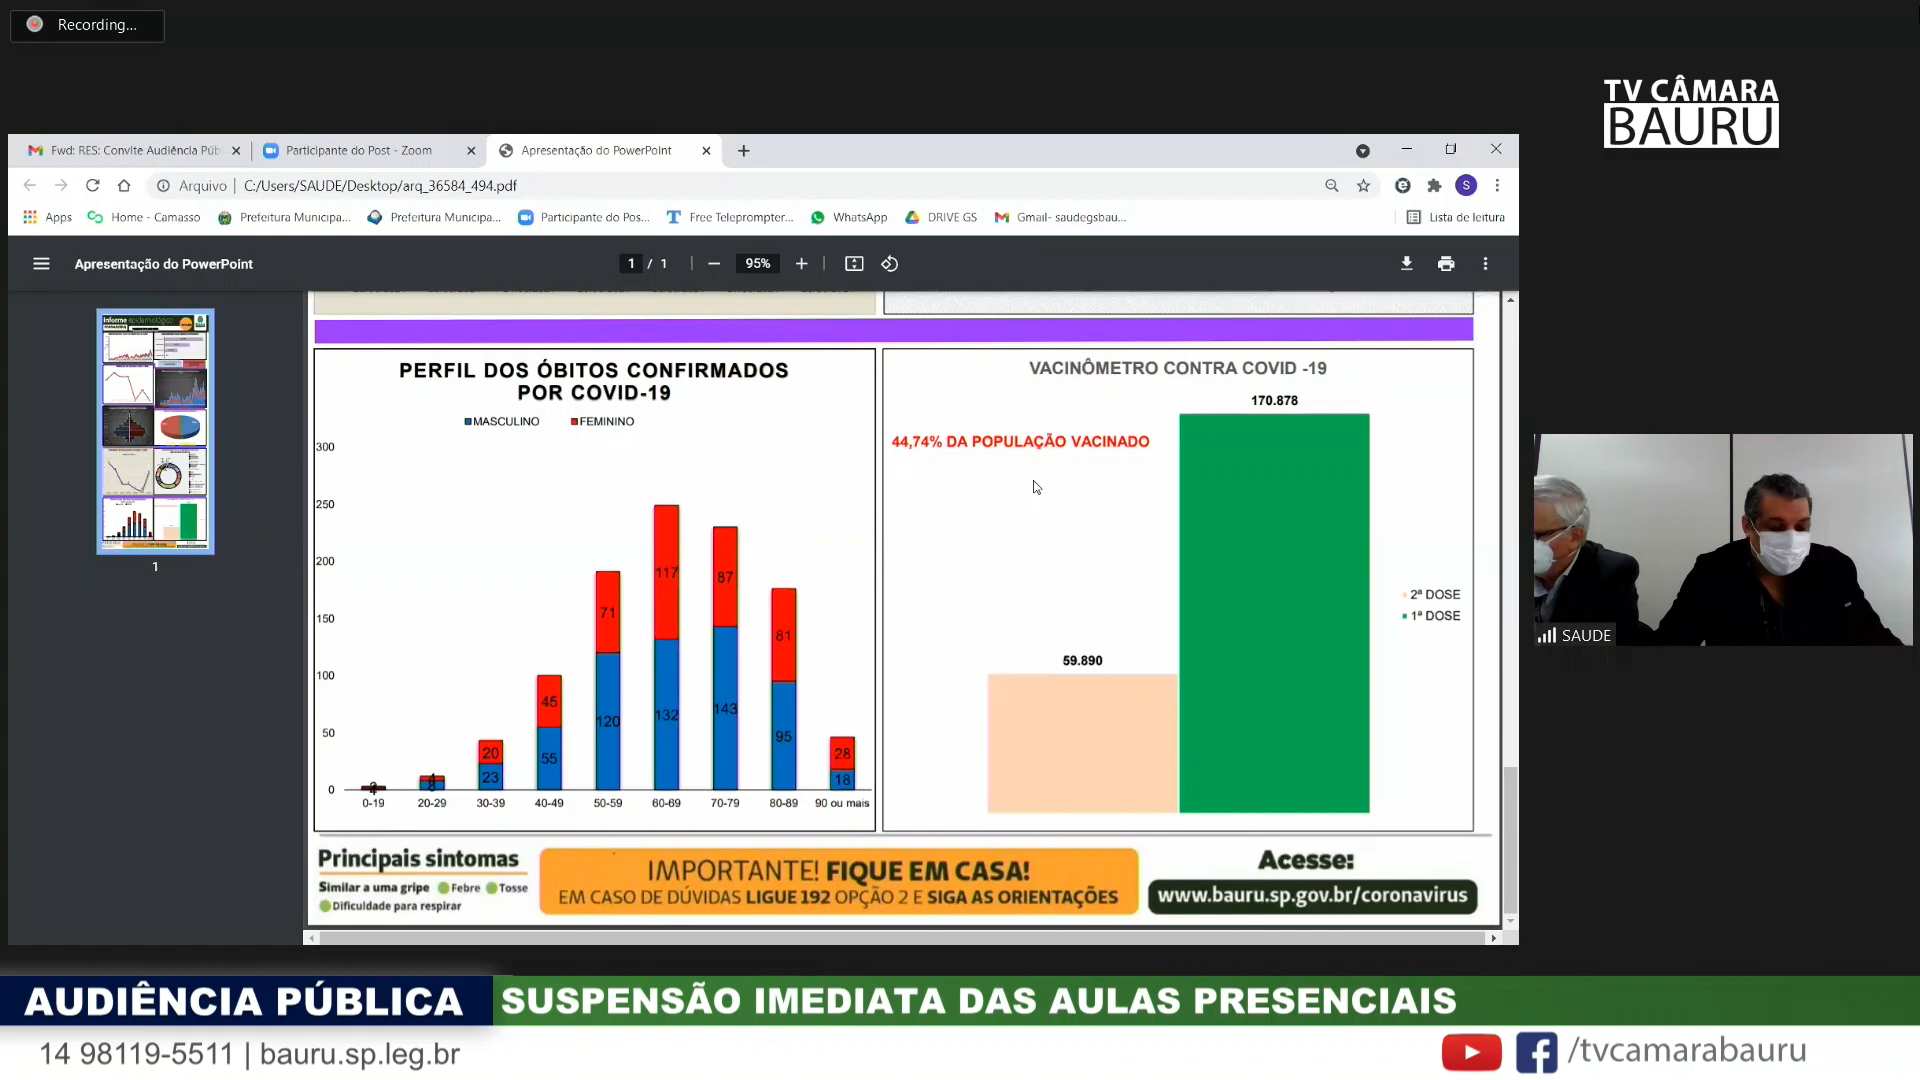 Recording...
TV CÂMARA
BAURU
Fwd: RES: Convite Audiência Púb
Participante do Post - Zoom
Apresentação do PowerPoint
Arquivo | C:/Users/SAUDE/Desktop/arq_36584_494.pdf
S
Apps
Home - Camasso
Prefeitura Municipa...
Prefeitura Municipa...
Participante do Pos...
Free Teleprompter...
WhatsApp
DRIVE GS
Gmail- saudegsbau...
Lista de leitura
Apresentação do PowerPoint
1 / 1
95%
1
PERFIL DOS ÓBITOS CONFIRMADOS
POR COVID-19
MASCULINO FEMININO
300
250
200
150
100
50
0
20
23
45
55
71
120
117
132
87
143
81
95
28
18
0-19 20-29 30-39 40-49 50-59 60-69 70-79 80-89 90 ou mais
VACINÔMETRO CONTRA COVID -19
170.878
44,74% DA POPULAÇÃO VACINADO
59.890
2ª DOSE
1ª DOSE
Principais sintomas
Similar a uma gripe Febre Tosse
Dificuldade para respirar
IMPORTANTE! FIQUE EM CASA!
EM CASO DE DÚVIDAS LIGUE 192 OPÇÃO 2 E SIGA AS ORIENTAÇÕES
Acesse:
www.bauru.sp.gov.br/coronavirus
SAUDE
AUDIÊNCIA PÚBLICA
SUSPENSÃO IMEDIATA DAS AULAS PRESENCIAIS
14 98119-5511 | bauru.sp.leg.br
/tvcamarabauru